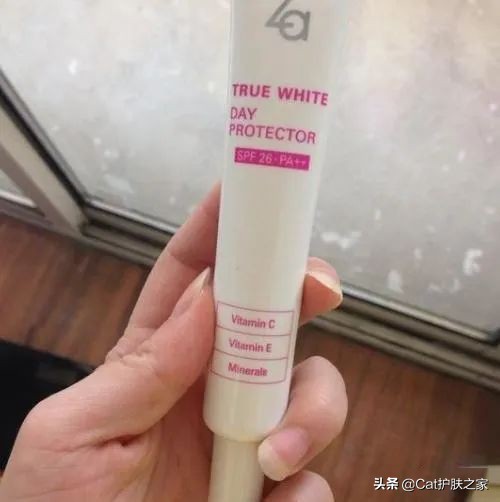 Za
TRUE WHITE
DAY
PROTECTOR
SPF 26·PA++
Vitamin C
Vitamin E
Minerals
头条 @Cat护肤之家